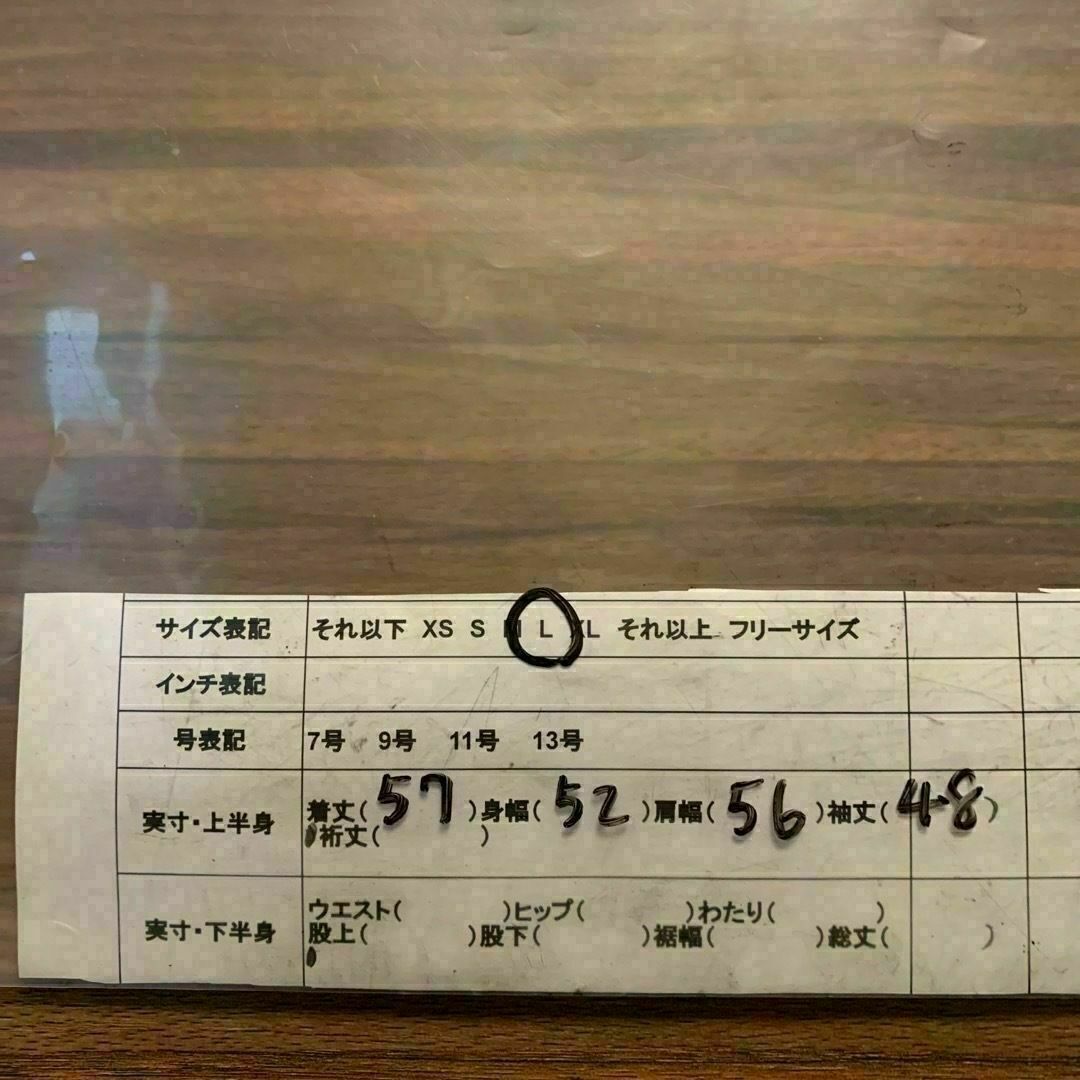 サイズ表記 それ以下 XS S M L XL それ以上 フリーサイズ
インチ表記
号表記 7号 9号 11号 13号
実寸・上半身 着丈(57)身幅(52)肩幅(56)袖丈(48)
裄丈( )
実寸・下半身 ウエスト( )ヒップ( )わたり( )
股上( )股下( )裾幅( )総丈( )